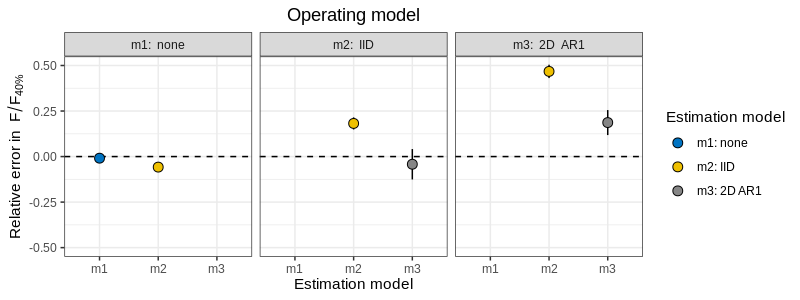 Operating model
m1: none
m2: IID
m3: 2D AR1
Relative error in F/F40%
0.50
0.25
0.00
-0.25
-0.50
m1 m2 m3
m1 m2 m3
m1 m2 m3
Estimation model
Estimation model
m1: none
m2: IID
m3: 2D AR1